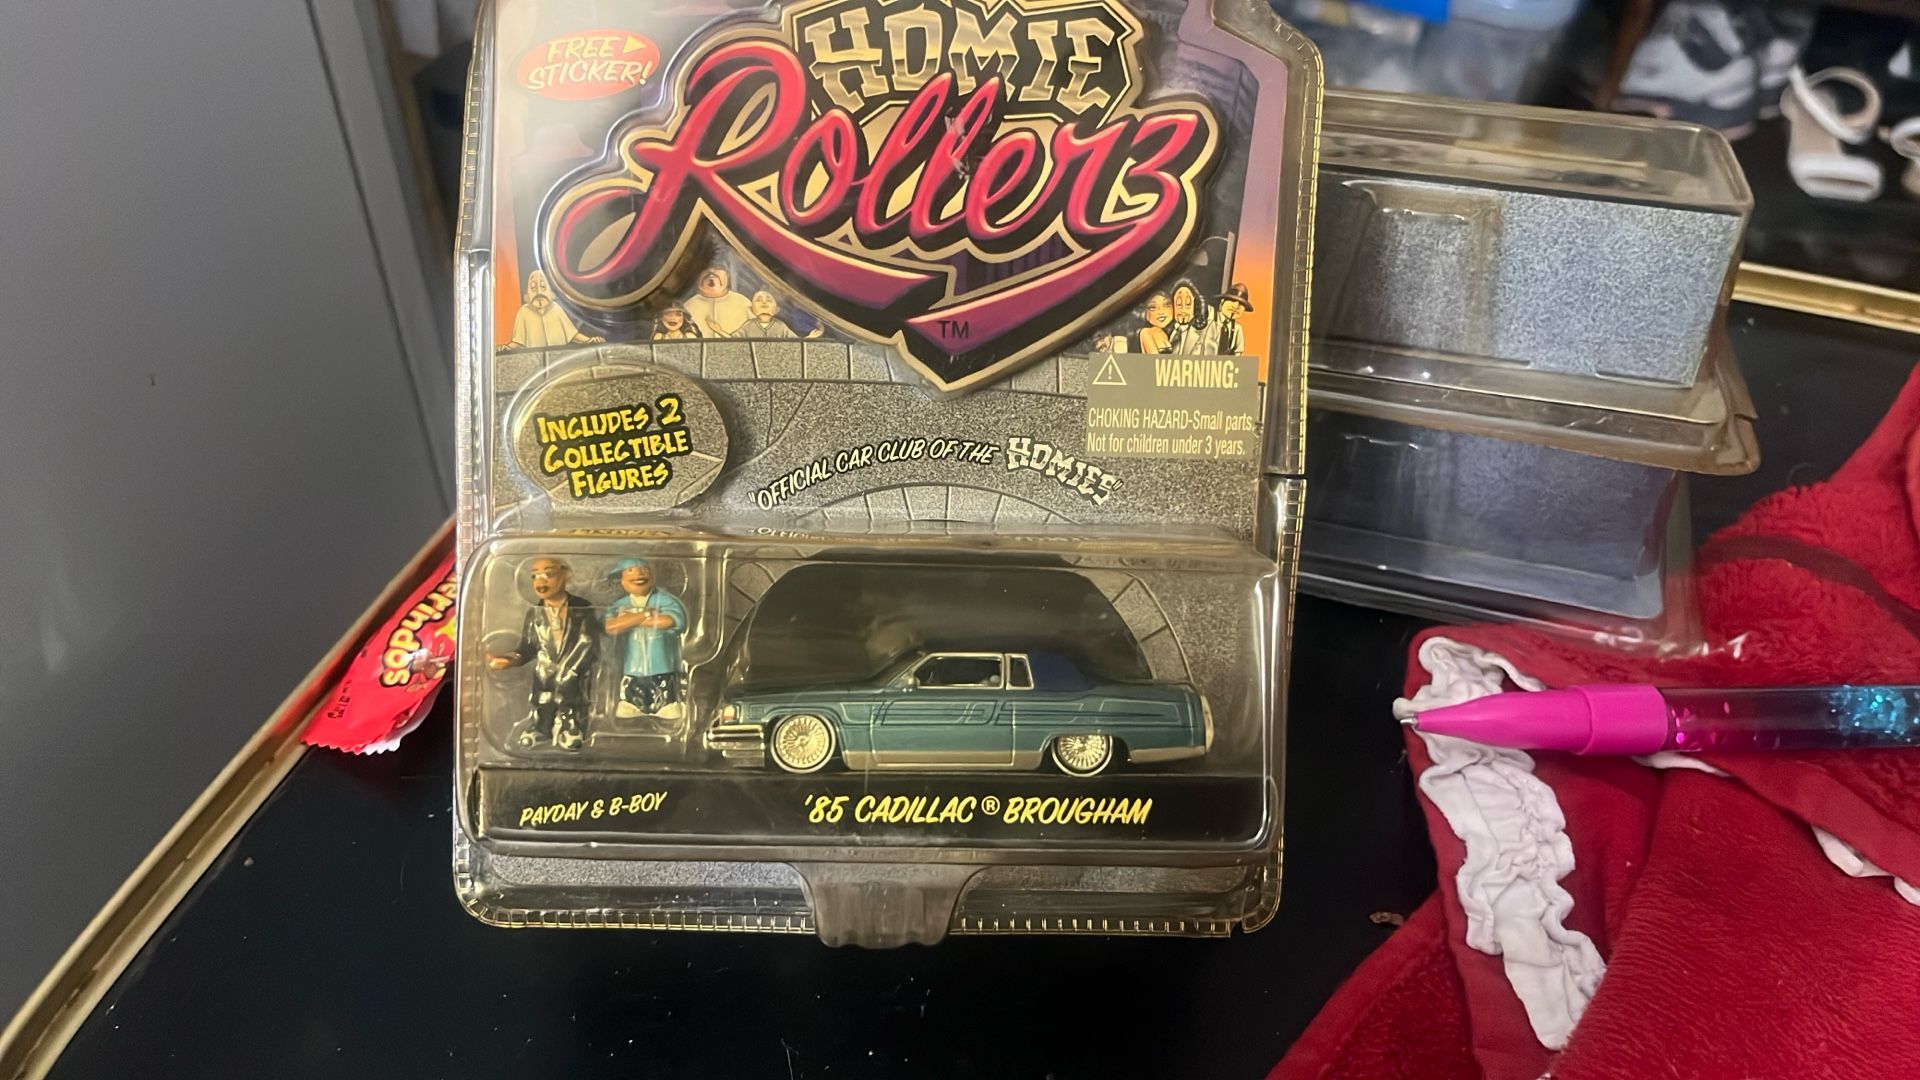 FREE
STICKER!
HOMIE
Rollerz
TM
WARNING:
CHOKING HAZARD-Small parts
Not for children under 3 years.
INCLUDES 2
COLLECTIBLE
FIGURES
"OFFICIAL CAR CLUB OF THE HOMIES"
PAYDAY & B-BOY
'85 CADILLAC® BROUGHAM